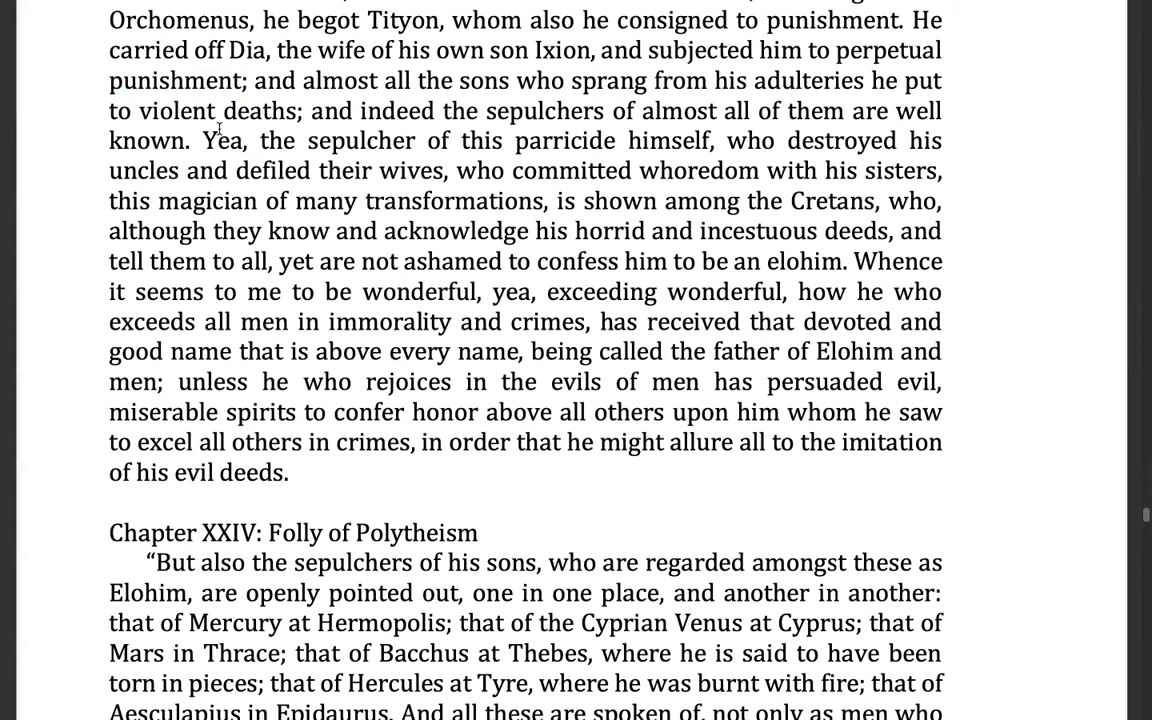 Orchomenus, he begot Tityon, whom also he consigned to punishment. He
carried off Dia, the wife of his own son Ixion, and subjected him to perpetual
punishment; and almost all the sons who sprang from his adulteries he put
to violent deaths; and indeed the sepulchers of almost all of them are well
known. Yea, the sepulcher of this parricide himself, who destroyed his
uncles and defiled their wives, who committed whoredom with his sisters,
this magician of many transformations, is shown among the Cretans, who,
although they know and acknowledge his horrid and incestuous deeds, and
tell them to all, yet are not ashamed to confess him to be an elohim. Whence
it seems to me to be wonderful, yea, exceeding wonderful, how he who
exceeds all men in immorality and crimes, has received that devoted and
good name that is above every name, being called the father of Elohim and
men; unless he who rejoices in the evils of men has persuaded evil,
miserable spirits to confer honor above all others upon him whom he saw
to excel all others in crimes, in order that he might allure all to the imitation
of his evil deeds.
Chapter XXIV: Folly of Polytheism
“But also the sepulchers of his sons, who are regarded amongst these as
Elohim, are openly pointed out, one in one place, and another in another:
that of Mercury at Hermopolis; that of the Cyprian Venus at Cyprus; that of
Mars in Thrace; that of Bacchus at Thebes, where he is said to have been
torn in pieces; that of Hercules at Tyre, where he was burnt with fire; that of
Aesculapius in Epidaurus. And all these are spoken of, not only as men who